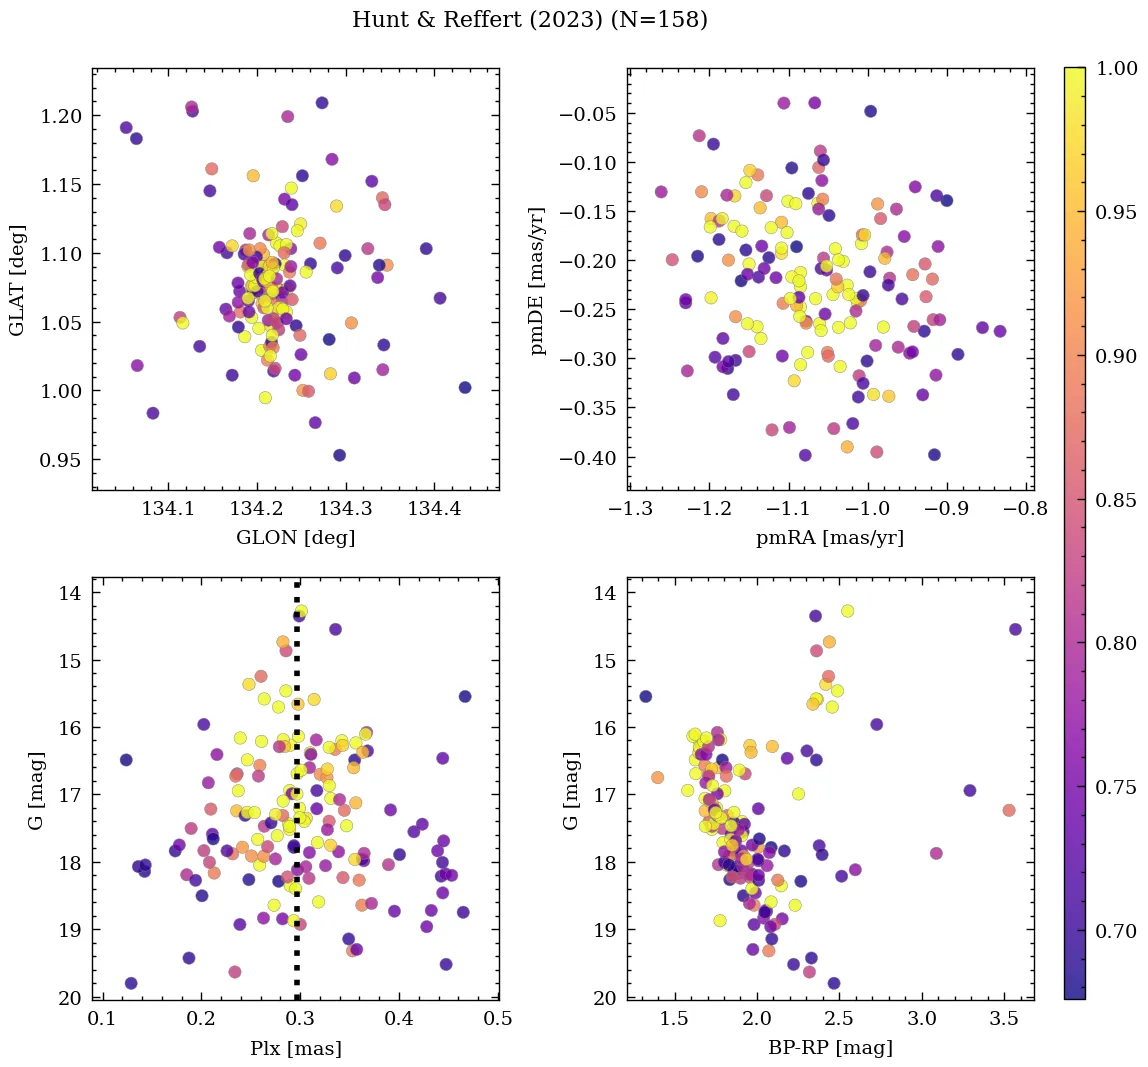 Hunt & Reffert (2023) (N=158)
1.20
1.15
1.10
1.05
1.00
0.95
GLAT [deg]
134.1 134.2 134.3 134.4
GLON [deg]
−0.05
−0.10
−0.15
−0.20
−0.25
−0.30
−0.35
−0.40
pmDE [mas/yr]
−1.3 −1.2 −1.1 −1.0 −0.9 −0.8
pmRA [mas/yr]
14
15
16
17
18
19
20
G [mag]
0.1 0.2 0.3 0.4 0.5
Plx [mas]
14
15
16
17
18
19
20
G [mag]
1.5 2.0 2.5 3.0 3.5
BP-RP [mag]
1.00
0.95
0.90
0.85
0.80
0.75
0.70